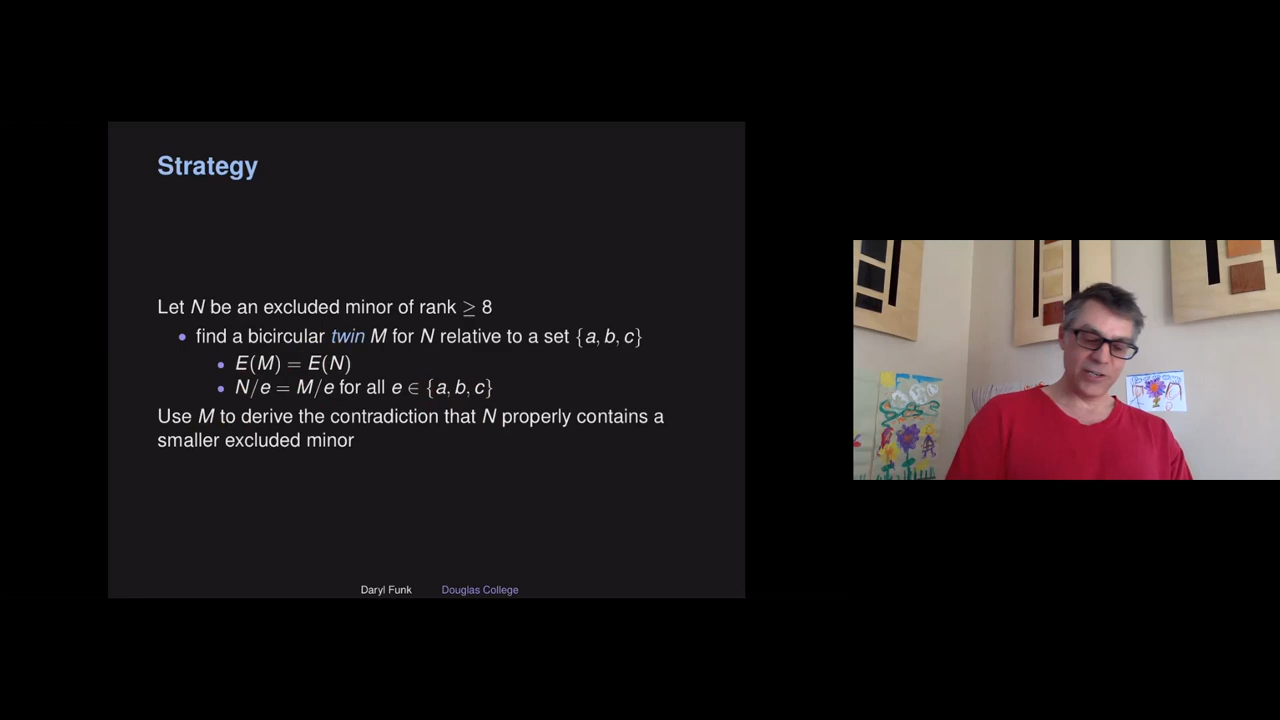 Strategy
Let N be an excluded minor of rank ≥ 8
• find a bicircular twin M for N relative to a set {a, b, c}
• E(M) = E(N)
• N/e = M/e for all e ∈ {a, b, c}
Use M to derive the contradiction that N properly contains a
smaller excluded minor
Daryl Funk Douglas College